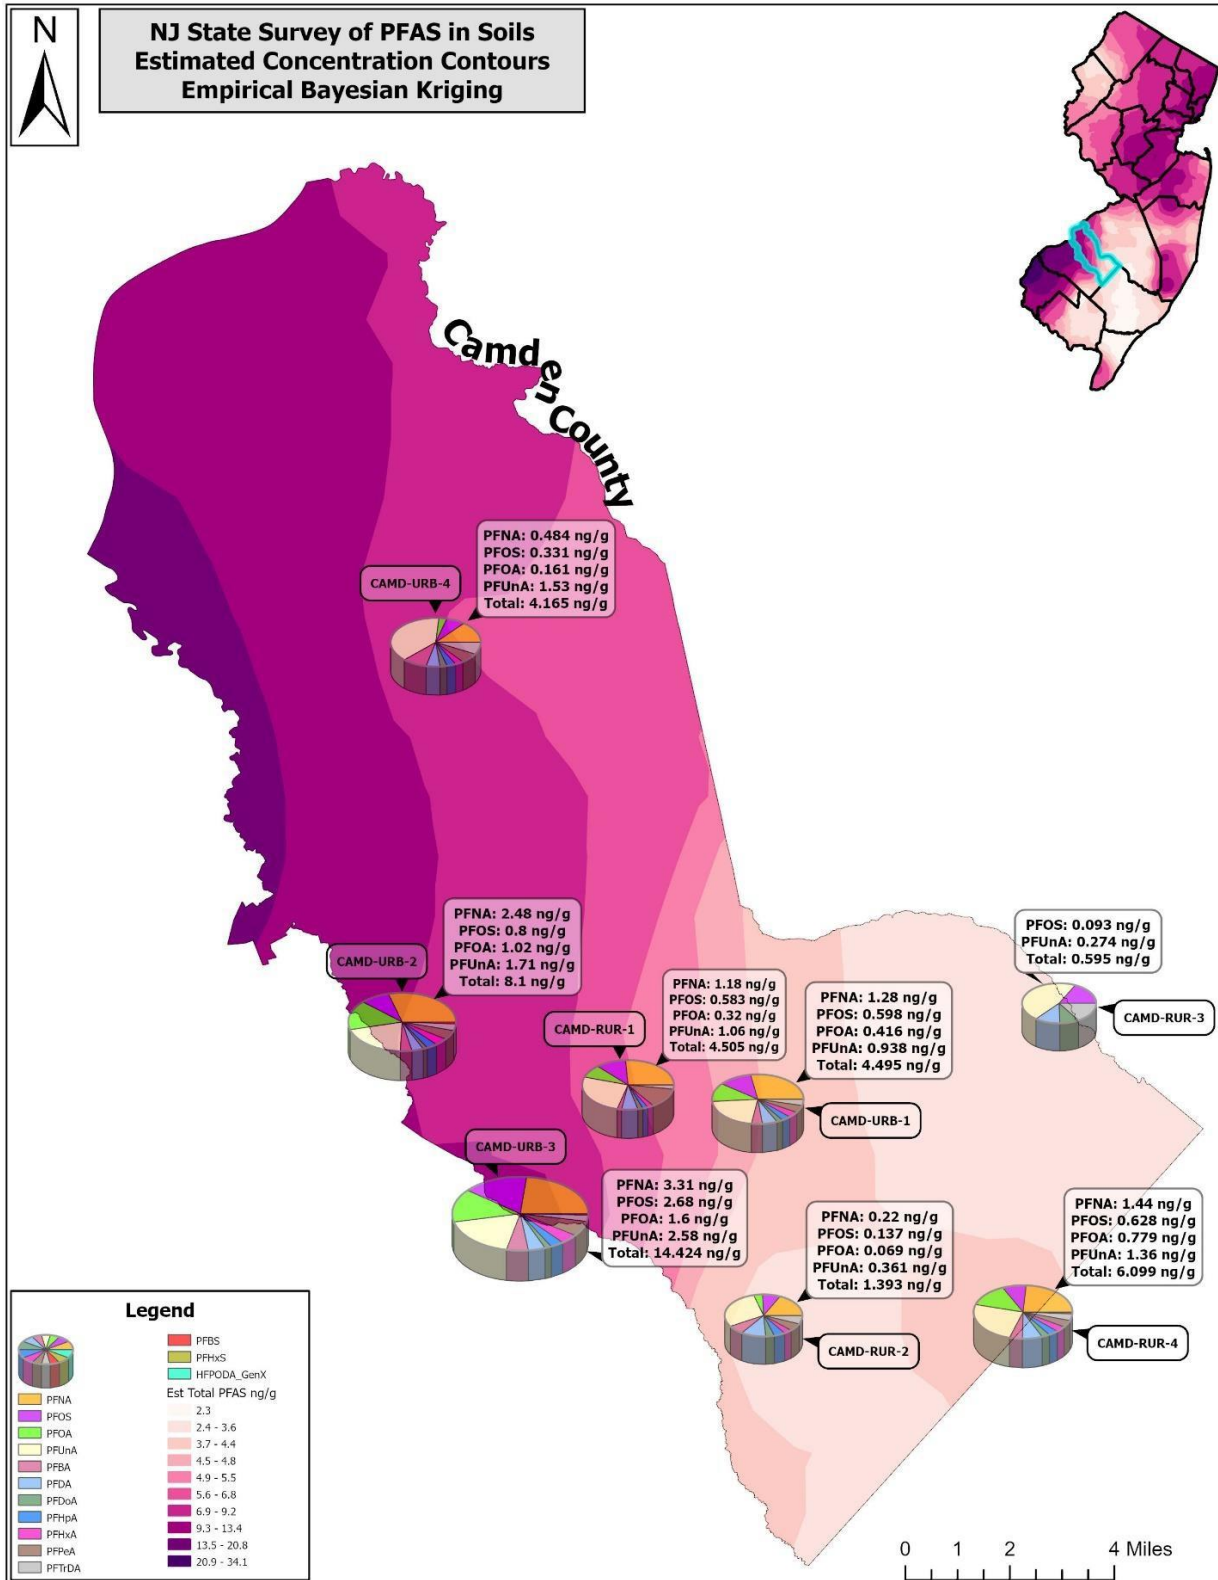 N
NJ State Survey of PFAS in Soils
Estimated Concentration Contours
Empirical Bayesian Kriging
Camden County
PFNA: 0.484 ng/g
PFOS: 0.331 ng/g
PFOA: 0.161 ng/g
PFUnA: 1.53 ng/g
Total: 4.165 ng/g
CAMD-URB-4
PFNA: 2.48 ng/g
PFOS: 0.8 ng/g
PFOA: 1.02 ng/g
PFUnA: 1.71 ng/g
Total: 8.1 ng/g
CAMD-URB-2
PFNA: 1.18 ng/g
PFOS: 0.583 ng/g
PFOA: 0.32 ng/g
PFUnA: 1.06 ng/g
Total: 4.505 ng/g
CAMD-RUR-1
PFNA: 1.28 ng/g
PFOS: 0.598 ng/g
PFOA: 0.416 ng/g
PFUnA: 0.938 ng/g
Total: 4.495 ng/g
CAMD-URB-1
PFOS: 0.093 ng/g
PFUnA: 0.274 ng/g
Total: 0.595 ng/g
CAMD-RUR-3
CAMD-URB-3
PFNA: 3.31 ng/g
PFOS: 2.68 ng/g
PFOA: 1.6 ng/g
PFUnA: 2.58 ng/g
Total: 14.424 ng/g
PFNA: 0.22 ng/g
PFOS: 0.137 ng/g
PFOA: 0.069 ng/g
PFUnA: 0.361 ng/g
Total: 1.393 ng/g
CAMD-RUR-2
PFNA: 1.44 ng/g
PFOS: 0.628 ng/g
PFOA: 0.779 ng/g
PFUnA: 1.36 ng/g
Total: 6.099 ng/g
CAMD-RUR-4
Legend
PFNA
PFOS
PFOA
PFUnA
PFBA
PFDA
PFDoA
PFHpA
PFHxA
PFPeA
PFTrDA
PFBS
PFHxS
HFPODA_GenX
Est Total PFAS ng/g
2.3
2.4 - 3.6
3.7 - 4.4
4.5 - 4.8
4.9 - 5.5
5.6 - 6.8
6.9 - 9.2
9.3 - 13.4
13.5 - 20.8
20.9 - 34.1
0 1 2 4 Miles